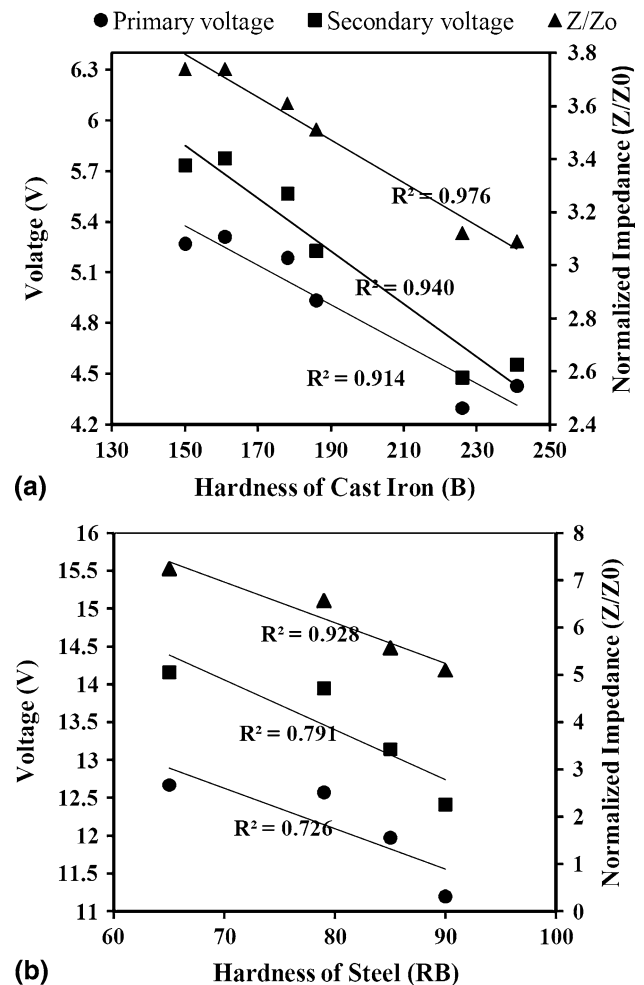 Primary voltage Secondary voltage Z/Zo
(a)
Volatge (V)
6.3
6
5.7
5.4
5.1
4.8
4.5
4.2
3.8
3.6
3.4
3.2
3
2.8
2.6
2.4
Normalized Impedance (Z/Z0)
R² = 0.976
R² = 0.940
R² = 0.914
130 150 170 190 210 230 250
Hardness of Cast Iron (B)
(b)
Voltage (V)
16
15.5
15
14.5
14
13.5
13
12.5
12
11.5
11
8
7
6
5
4
3
2
1
0
Normalized Impedance (Z/Z0)
R² = 0.928
R² = 0.791
R² = 0.726
60 70 80 90 100
Hardness of Steel (RB)